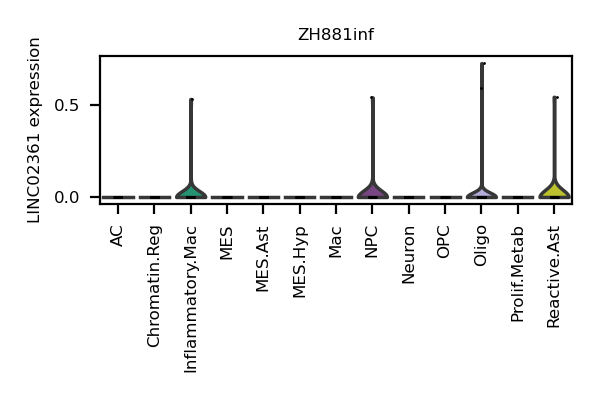 ZH881inf
LINC02361 expression
0.5
0.0
AC
Chromatin.Reg
Inflammatory.Mac
MES
MES.Ast
MES.Hyp
Mac
NPC
Neuron
OPC
Oligo
Prolif.Metab
Reactive.Ast